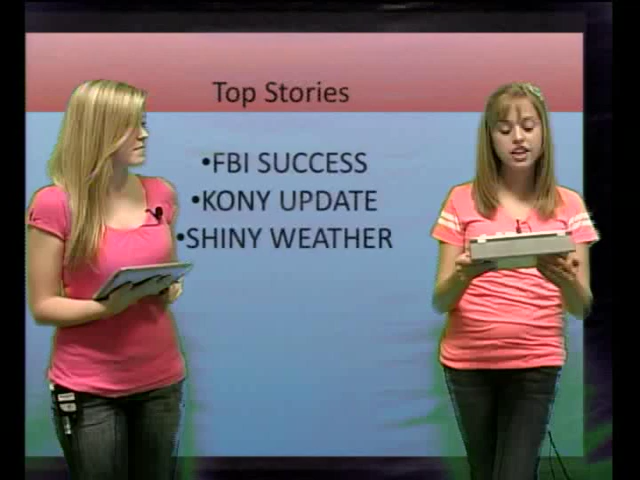 Top Stories
•FBI SUCCESS
•KONY UPDATE
•SHINY WEATHER